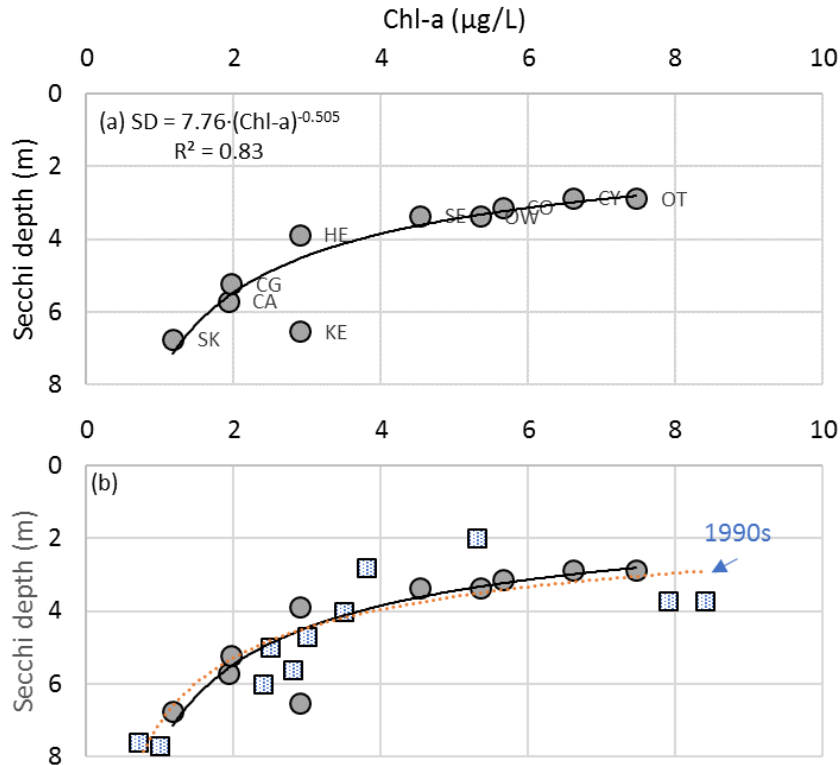 Chl-a (µg/L)
0 2 4 6 8 10
0
(a) SD = 7.76·(Chl-a)-0.505
R² = 0.83
2
Secchi depth (m)
SE OW CO CY OT
4
HE
CG
CA
6
SK KE
8
0 2 4 6 8 10
0
(b)
2
1990s
Secchi depth (m)
4
6
8